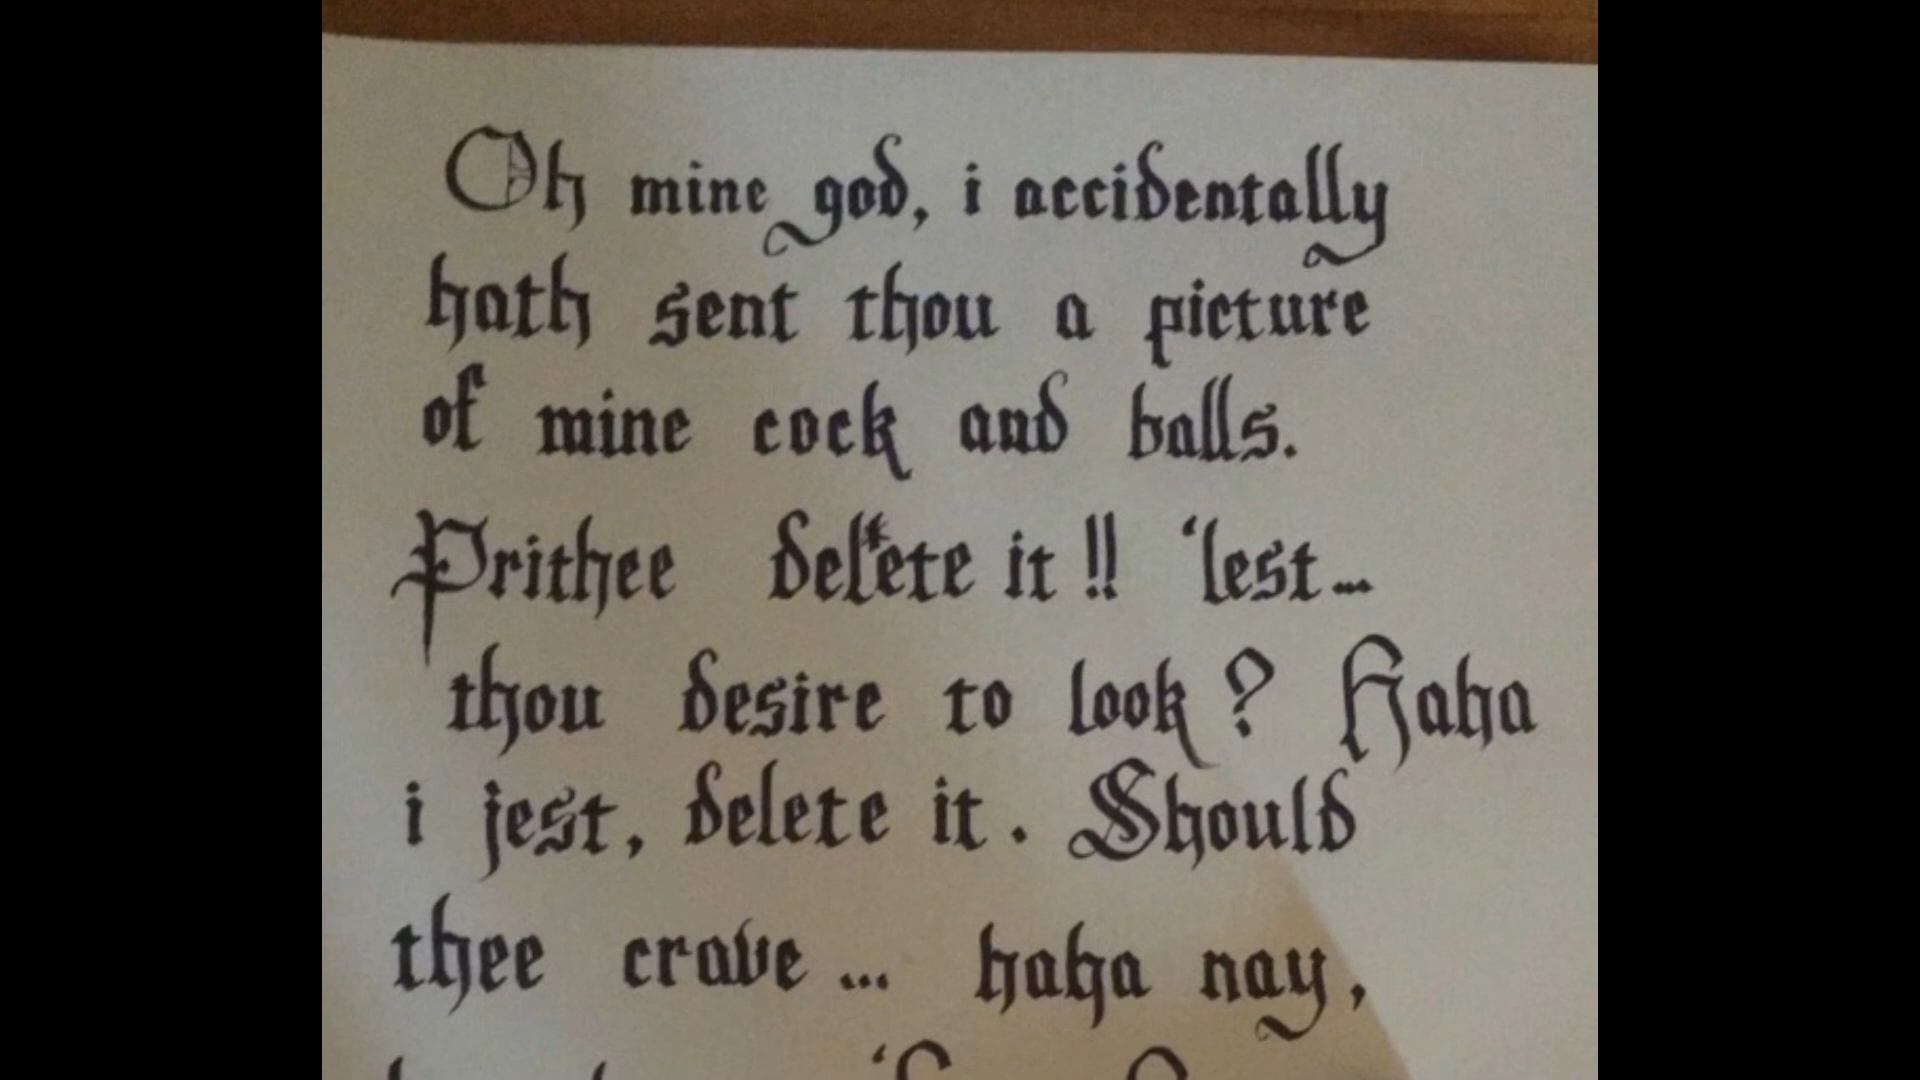 Oh mine god, i accidentally
hath sent thou a picture
of mine cock and balls.
Prithee delete it!! 'lest...
thou desire to look? Haha
i jest, delete it. Should
thee crave... haha nay,